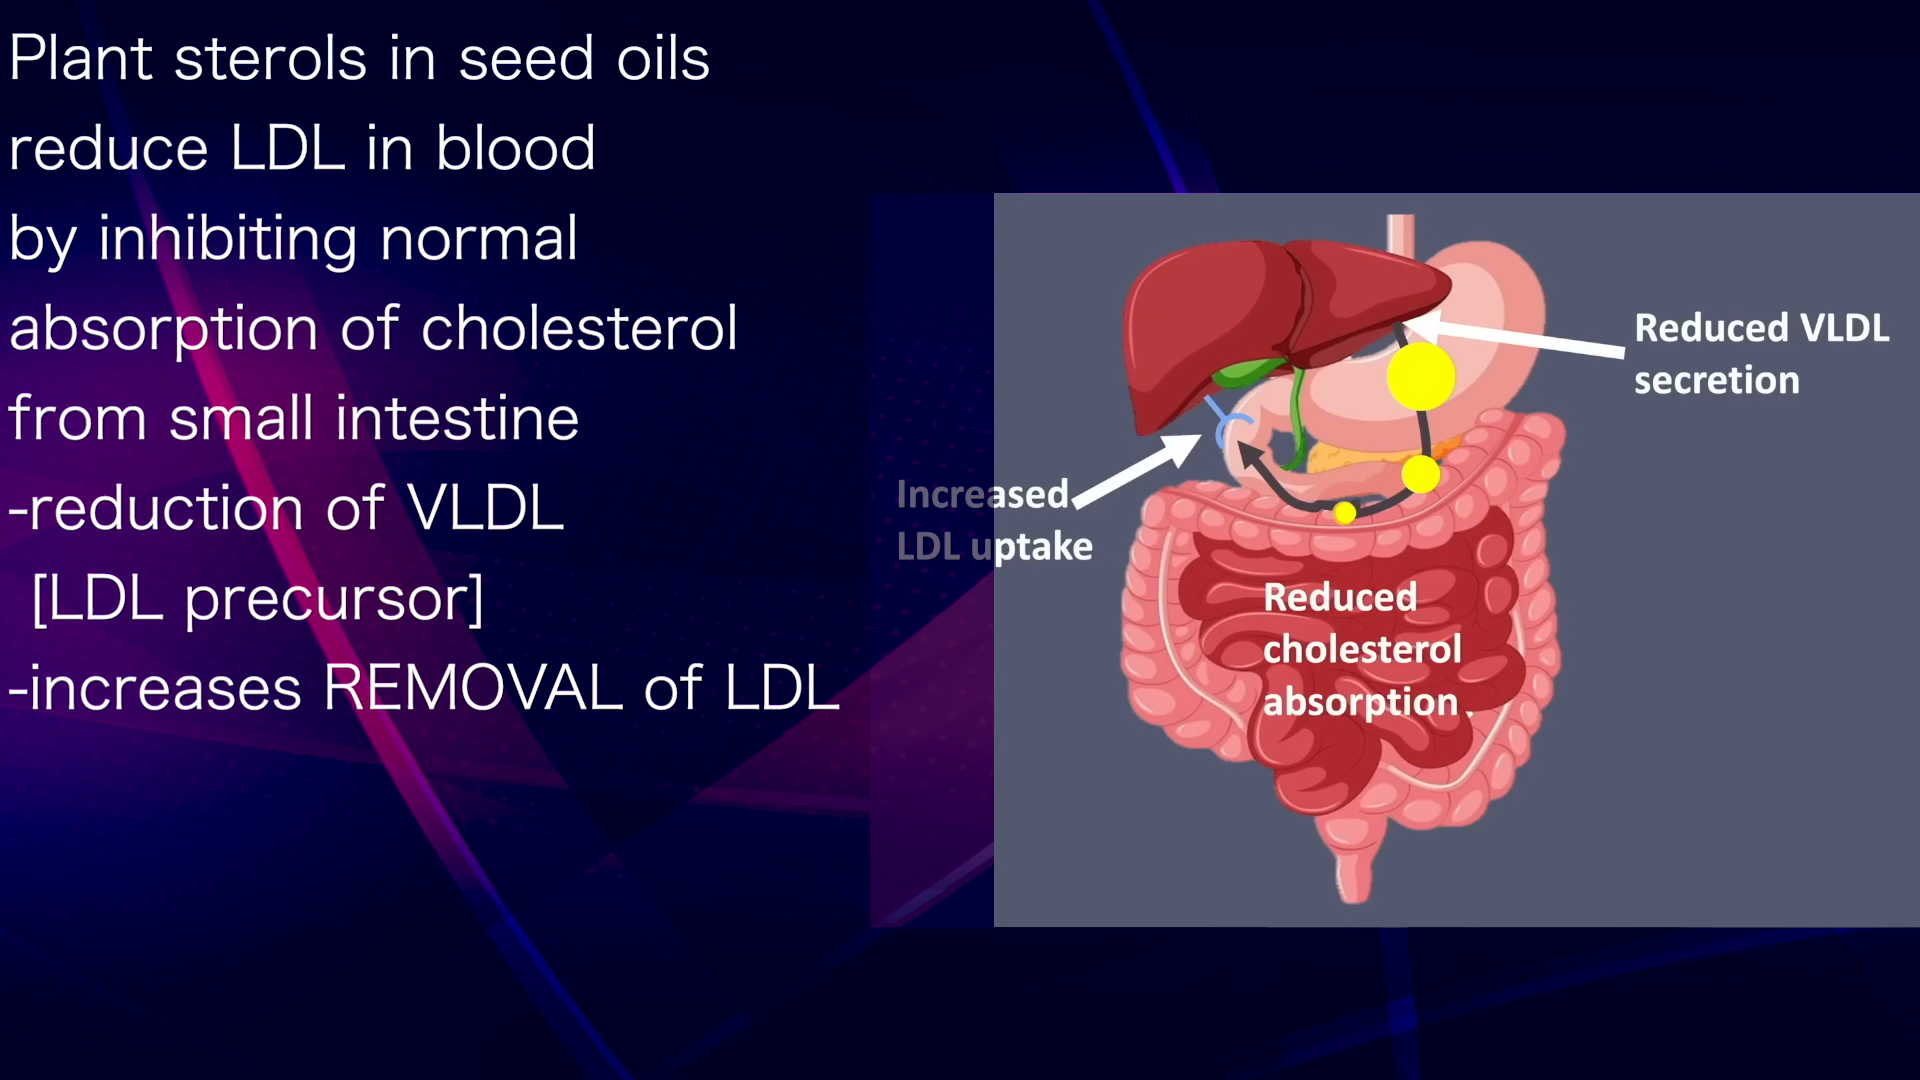 Plant sterols in seed oils
reduce LDL in blood
by inhibiting normal
absorption of cholesterol
from small intestine
-reduction of VLDL
[LDL precursor]
-increases REMOVAL of LDL
Reduced VLDL
secretion
Increased
LDL uptake
Reduced
cholesterol
absorption